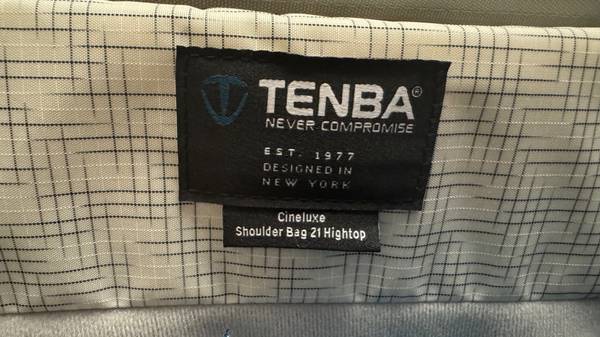 TENBA®
NEVER COMPROMISE
EST. 1977
DESIGNED IN
NEW YORK
Cineluxe
Shoulder Bag 21 Hightop